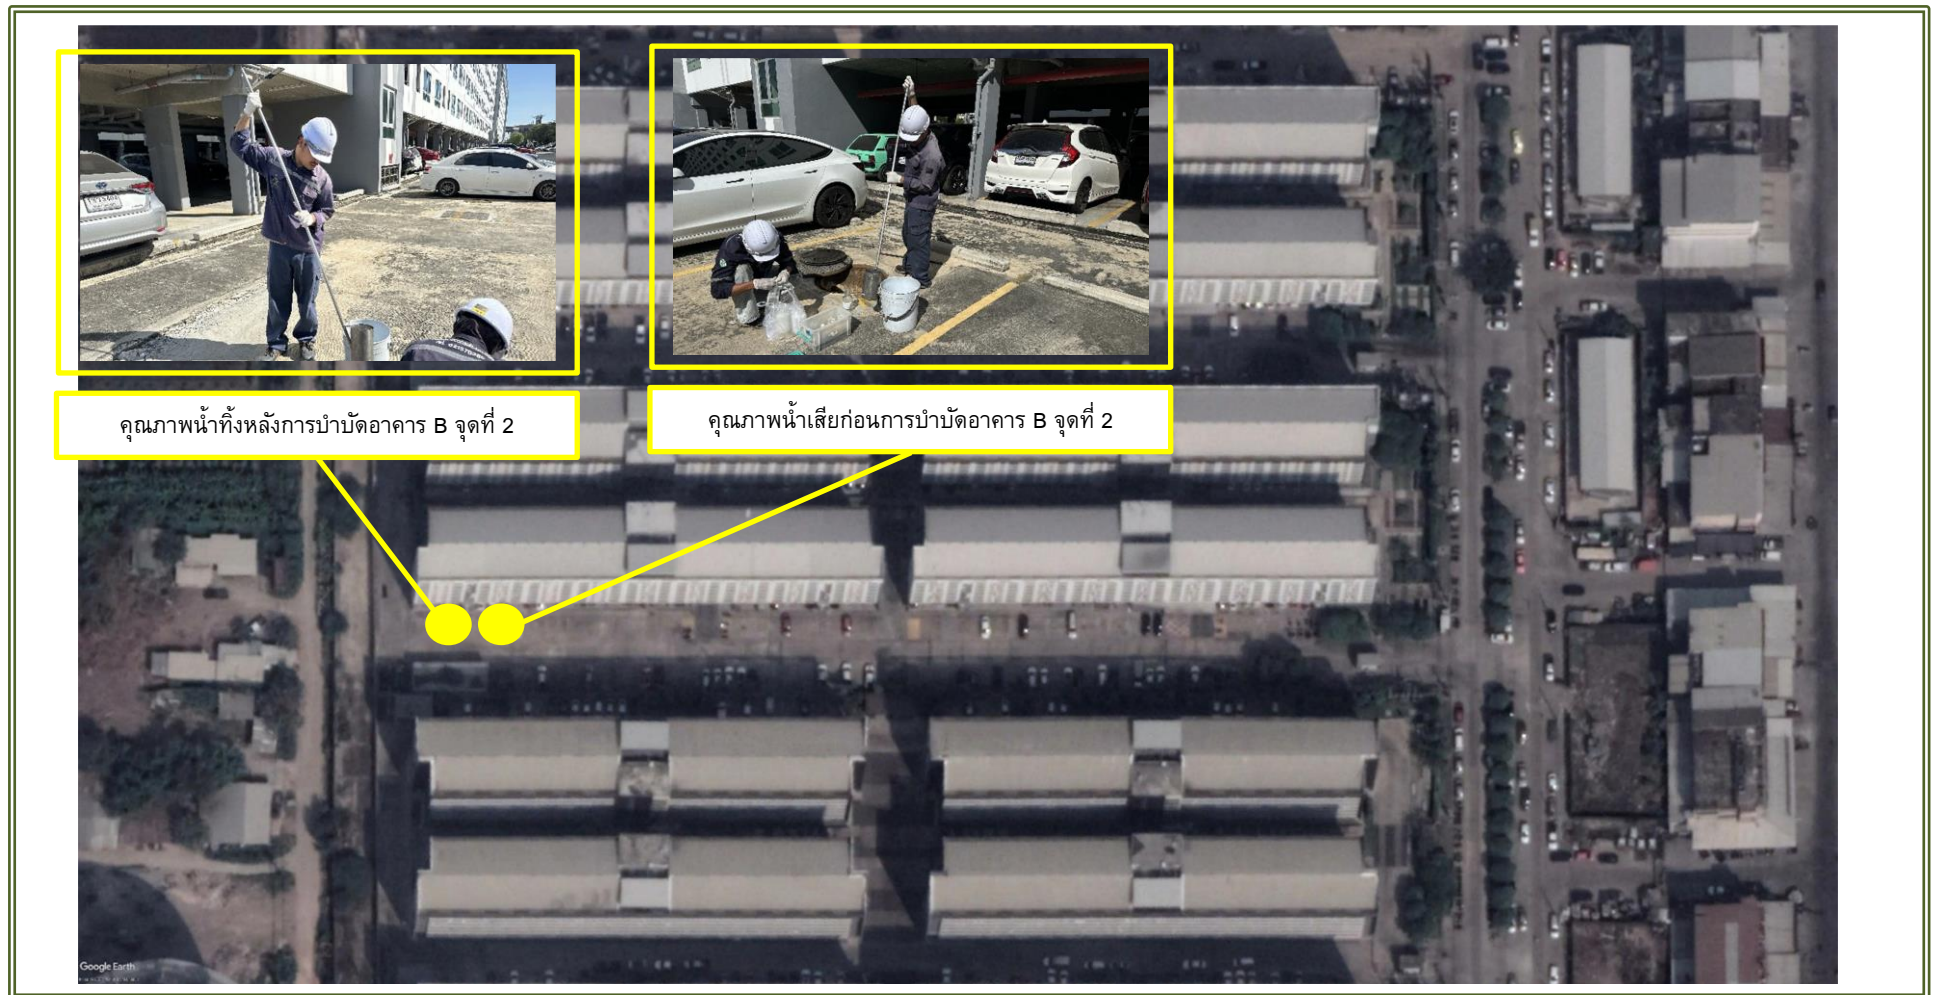 คุณภาพน้ำทิ้งหลังการบำบัดอาคาร B จุดที่ 2
คุณภาพน้ำเสียก่อนการบำบัดอาคาร B จุดที่ 2
Google Earth